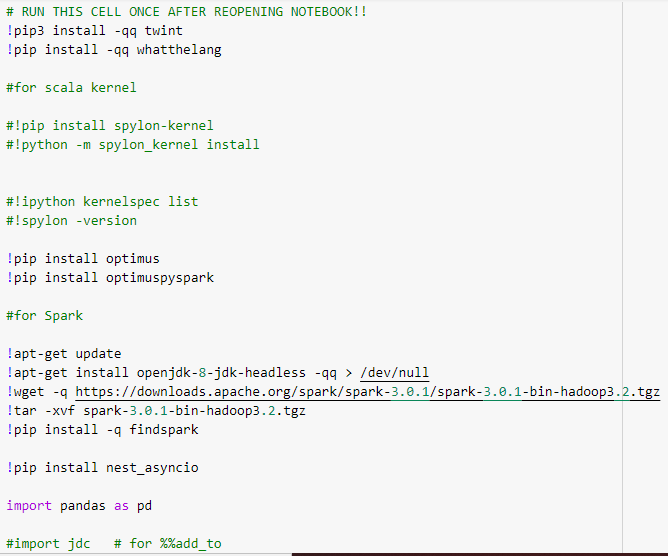 # RUN THIS CELL ONCE AFTER REOPENING NOTEBOOK!!
!pip3 install -qq twint
!pip install -qq whatthelang
#for scala kernel
#!pip install spylon-kernel
#!python -m spylon_kernel install
#!ipython kernelspec list
#!spylon -version
!pip install optimus
!pip install optimuspyspark
#for Spark
!apt-get update
!apt-get install openjdk-8-jdk-headless -qq > /dev/null
!wget -q https://downloads.apache.org/spark/spark-3.0.1/spark-3.0.1-bin-hadoop3.2.tgz
!tar -xvf spark-3.0.1-bin-hadoop3.2.tgz
!pip install -q findspark
!pip install nest_asyncio
import pandas as pd
#import jdc   # for %%add_to